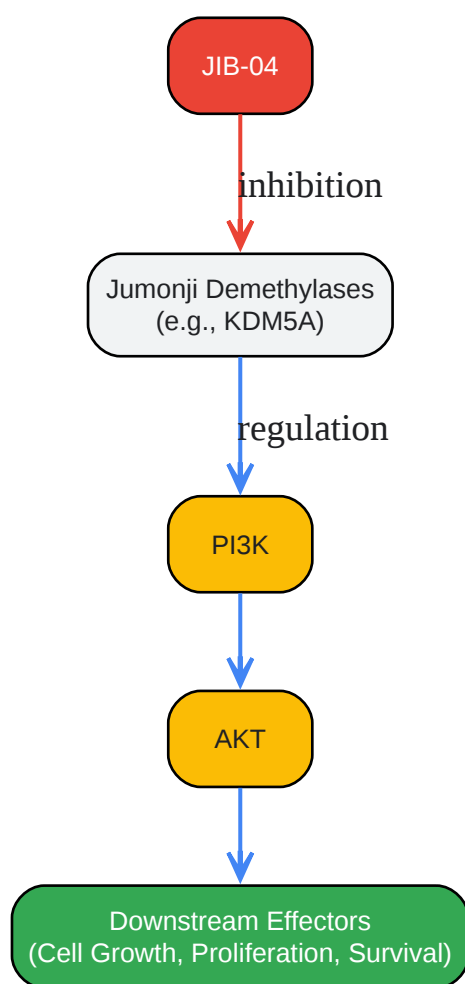 JIB-04
inhibition
Jumonji Demethylases
(e.g., KDM5A)
regulation
PI3K
AKT
Downstream Effectors
(Cell Growth, Proliferation, Survival)